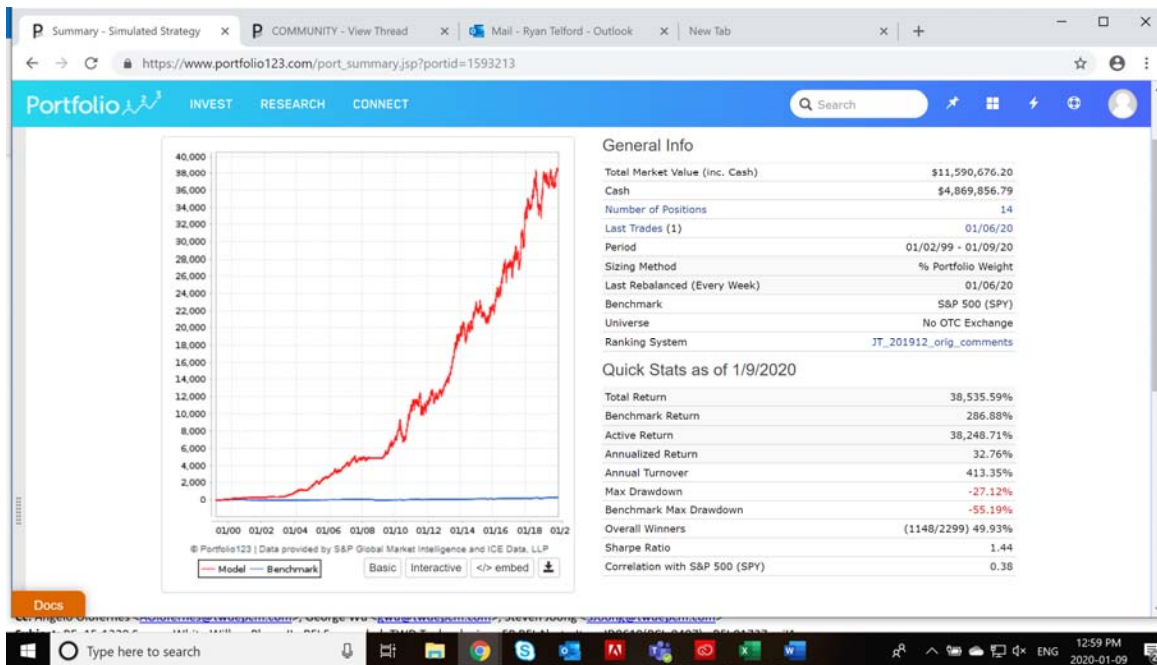 Summary - Simulated Strategy
COMMUNITY - View Thread
Mail - Ryan Telford - Outlook
New Tab
https://www.portfolio123.com/port_summary.jsp?portid=1593213
Portfolio123 INVEST RESEARCH CONNECT Search
40,000
38,000
36,000
34,000
32,000
30,000
28,000
26,000
24,000
22,000
20,000
18,000
16,000
14,000
12,000
10,000
8,000
6,000
4,000
2,000
0
01/00 01/02 01/04 01/06 01/08 01/10 01/12 01/14 01/16 01/18 01/2
© Portfolio123 | Data provided by S&P Global Market Intelligence and ICE Data, LLP
Model Benchmark Basic Interactive </> embed
General Info
Total Market Value (inc. Cash) $11,590,676.20
Cash $4,869,856.79
Number of Positions 14
Last Trades (1) 01/06/20
Period 01/02/99 - 01/09/20
Sizing Method % Portfolio Weight
Last Rebalanced (Every Week) 01/06/20
Benchmark S&P 500 (SPY)
Universe No OTC Exchange
Ranking System JT_201912_orig_comments
Quick Stats as of 1/9/2020
Total Return 38,535.59%
Benchmark Return 286.88%
Active Return 38,248.71%
Annualized Return 32.76%
Annual Turnover 413.35%
Max Drawdown -27.12%
Benchmark Max Drawdown -55.19%
Overall Winners (1148/2299) 49.93%
Sharpe Ratio 1.44
Correlation with S&P 500 (SPY) 0.38
Docs
Type here to search
ENG
12:59 PM
2020-01-09